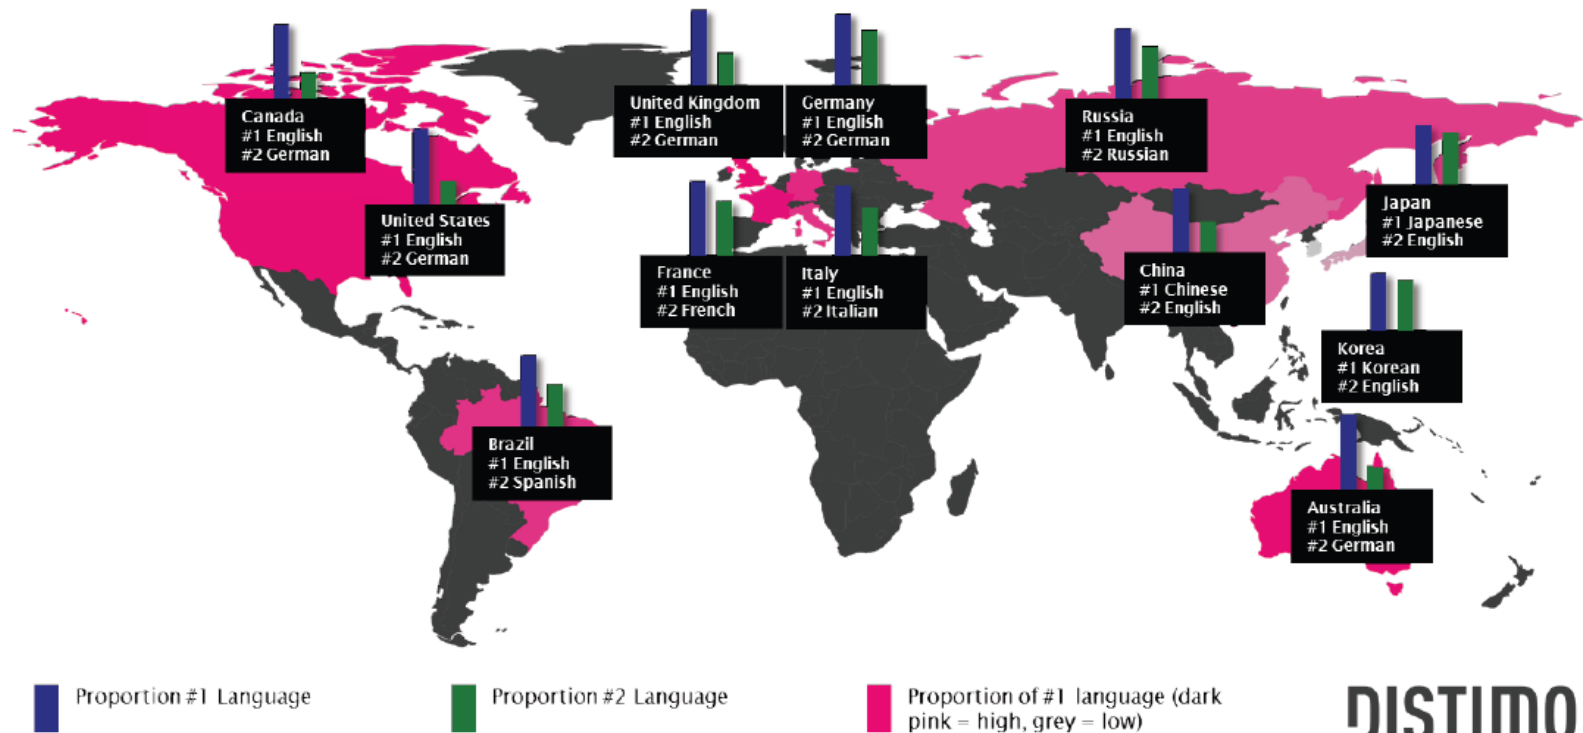 Canada
#1 English
#2 German
United States
#1 English
#2 German
United Kingdom
#1 English
#2 German
Germany
#1 English
#2 German
Russia
#1 English
#2 Russian
Japan
#1 Japanese
#2 English
France
#1 English
#2 French
Italy
#1 English
#2 Italian
China
#1 Chinese
#2 English
Korea
#1 Korean
#2 English
Brazil
#1 English
#2 Spanish
Australia
#1 English
#2 German
Proportion #1 Language
Proportion #2 Language
Proportion of #1 language (dark
pink = high, grey = low)
DISTIMO